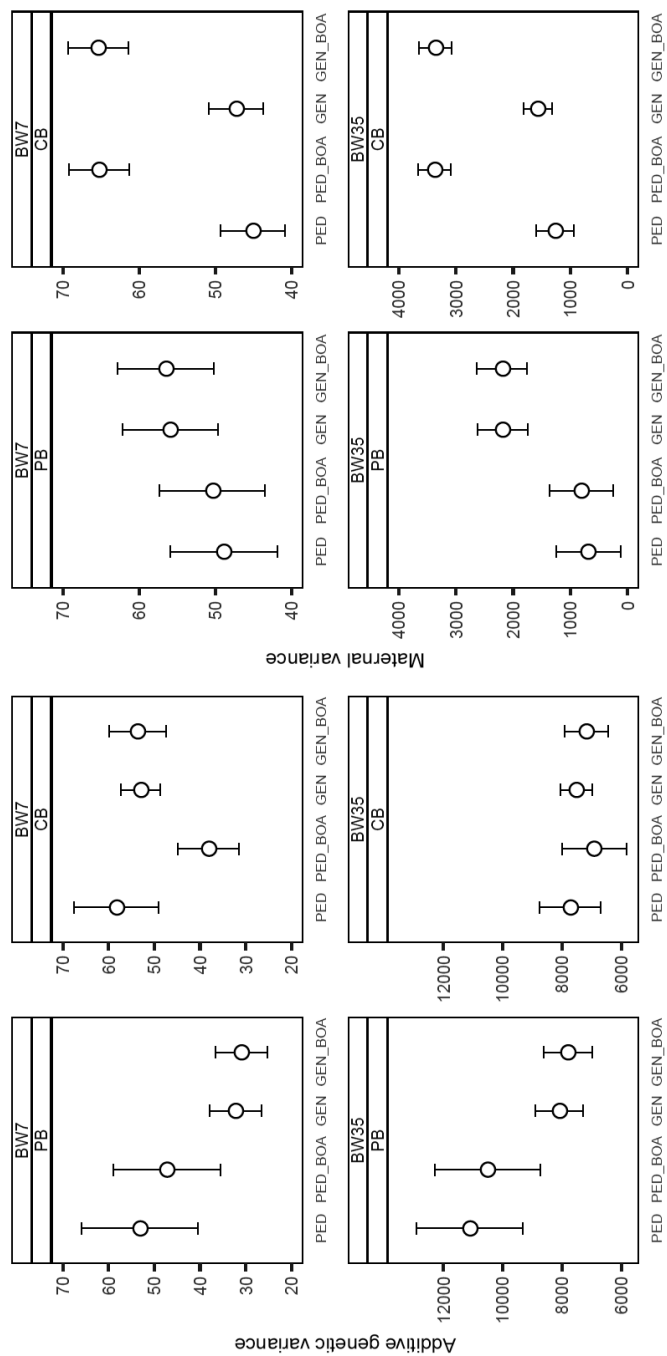 Additive genetic variance
BW7
PB
70
60
50
40
30
20
PED PED_BOA GEN GEN_BOA
BW7
CB
70
60
50
40
30
20
PED PED_BOA GEN GEN_BOA
BW35
PB
12000
10000
8000
6000
PED PED_BOA GEN GEN_BOA
BW35
CB
12000
10000
8000
6000
PED PED_BOA GEN GEN_BOA
Maternal variance
BW7
PB
70
60
50
40
PED PED_BOA GEN GEN_BOA
BW7
CB
70
60
50
40
PED PED_BOA GEN GEN_BOA
BW35
PB
4000
3000
2000
1000
0
PED PED_BOA GEN GEN_BOA
BW35
CB
4000
3000
2000
1000
0
PED PED_BOA GEN GEN_BOA